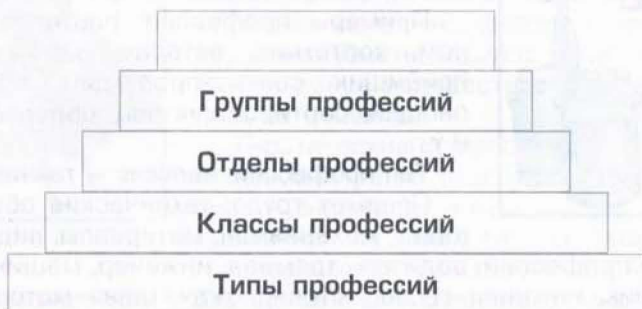 Группы профессий
Отделы профессий
Классы профессий
Типы профессий